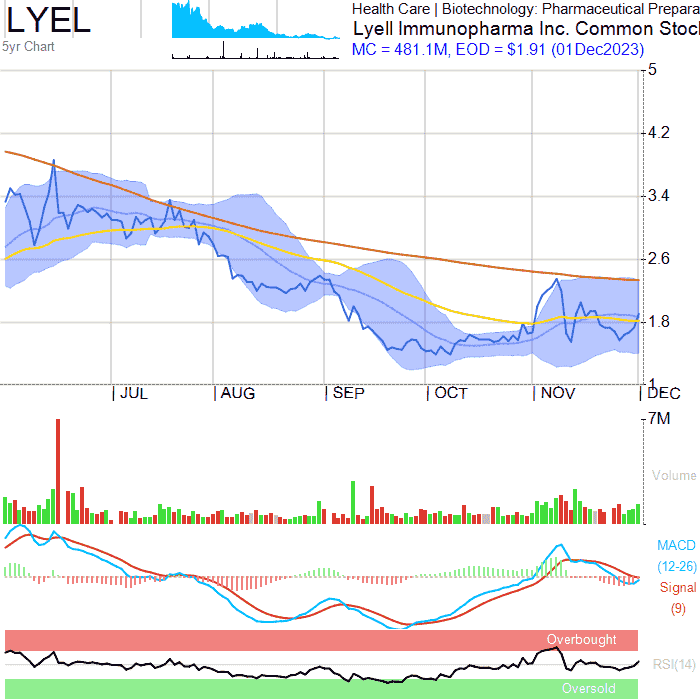 LYEL
5yr Chart
Health Care | Biotechnology: Pharmaceutical Prepara
Lyell Immunopharma Inc. Common Stoc
MC = 481.1M, EOD = $1.91 (01Dec2023)
5
4.2
3.4
2.6
1.8
1
JUL
AUG
SEP
OCT
NOV
DEC
7M
Volume
MACD
(12-26)
Signal
(9)
Overbought
RSI(14)
Oversold